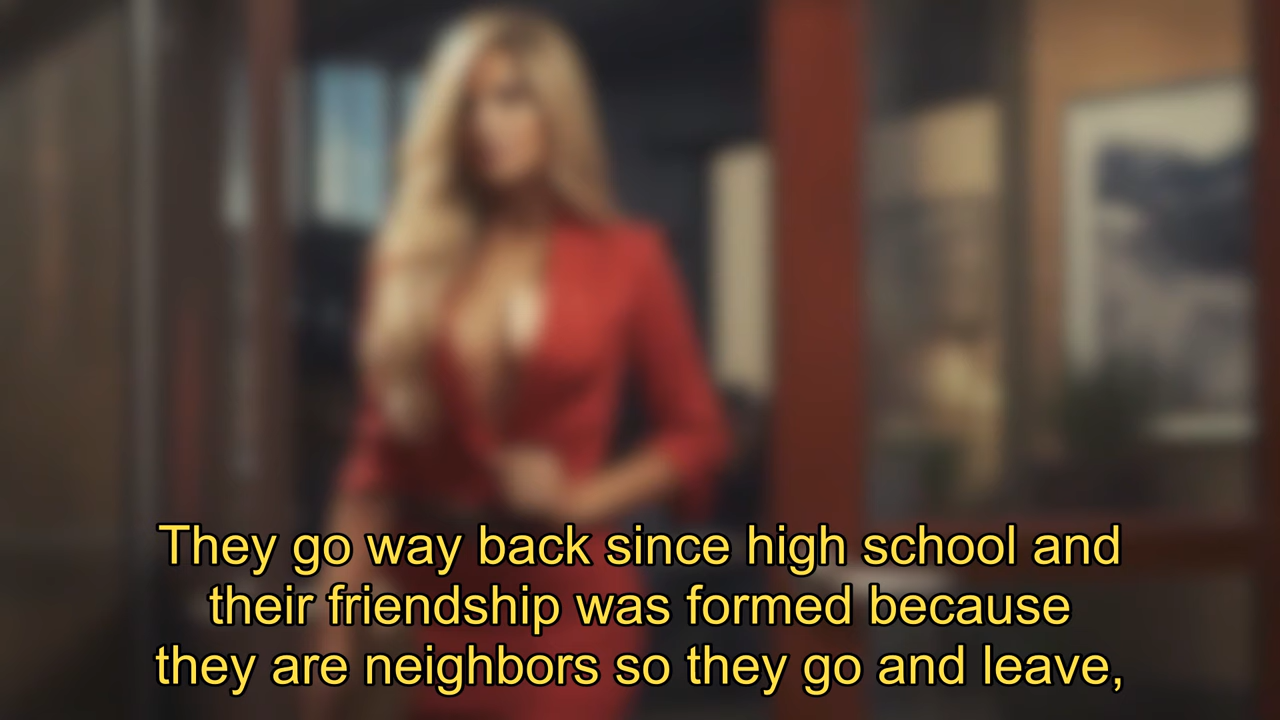 They go way back since high school and
their friendship was formed because
they are neighbors so they go and leave,